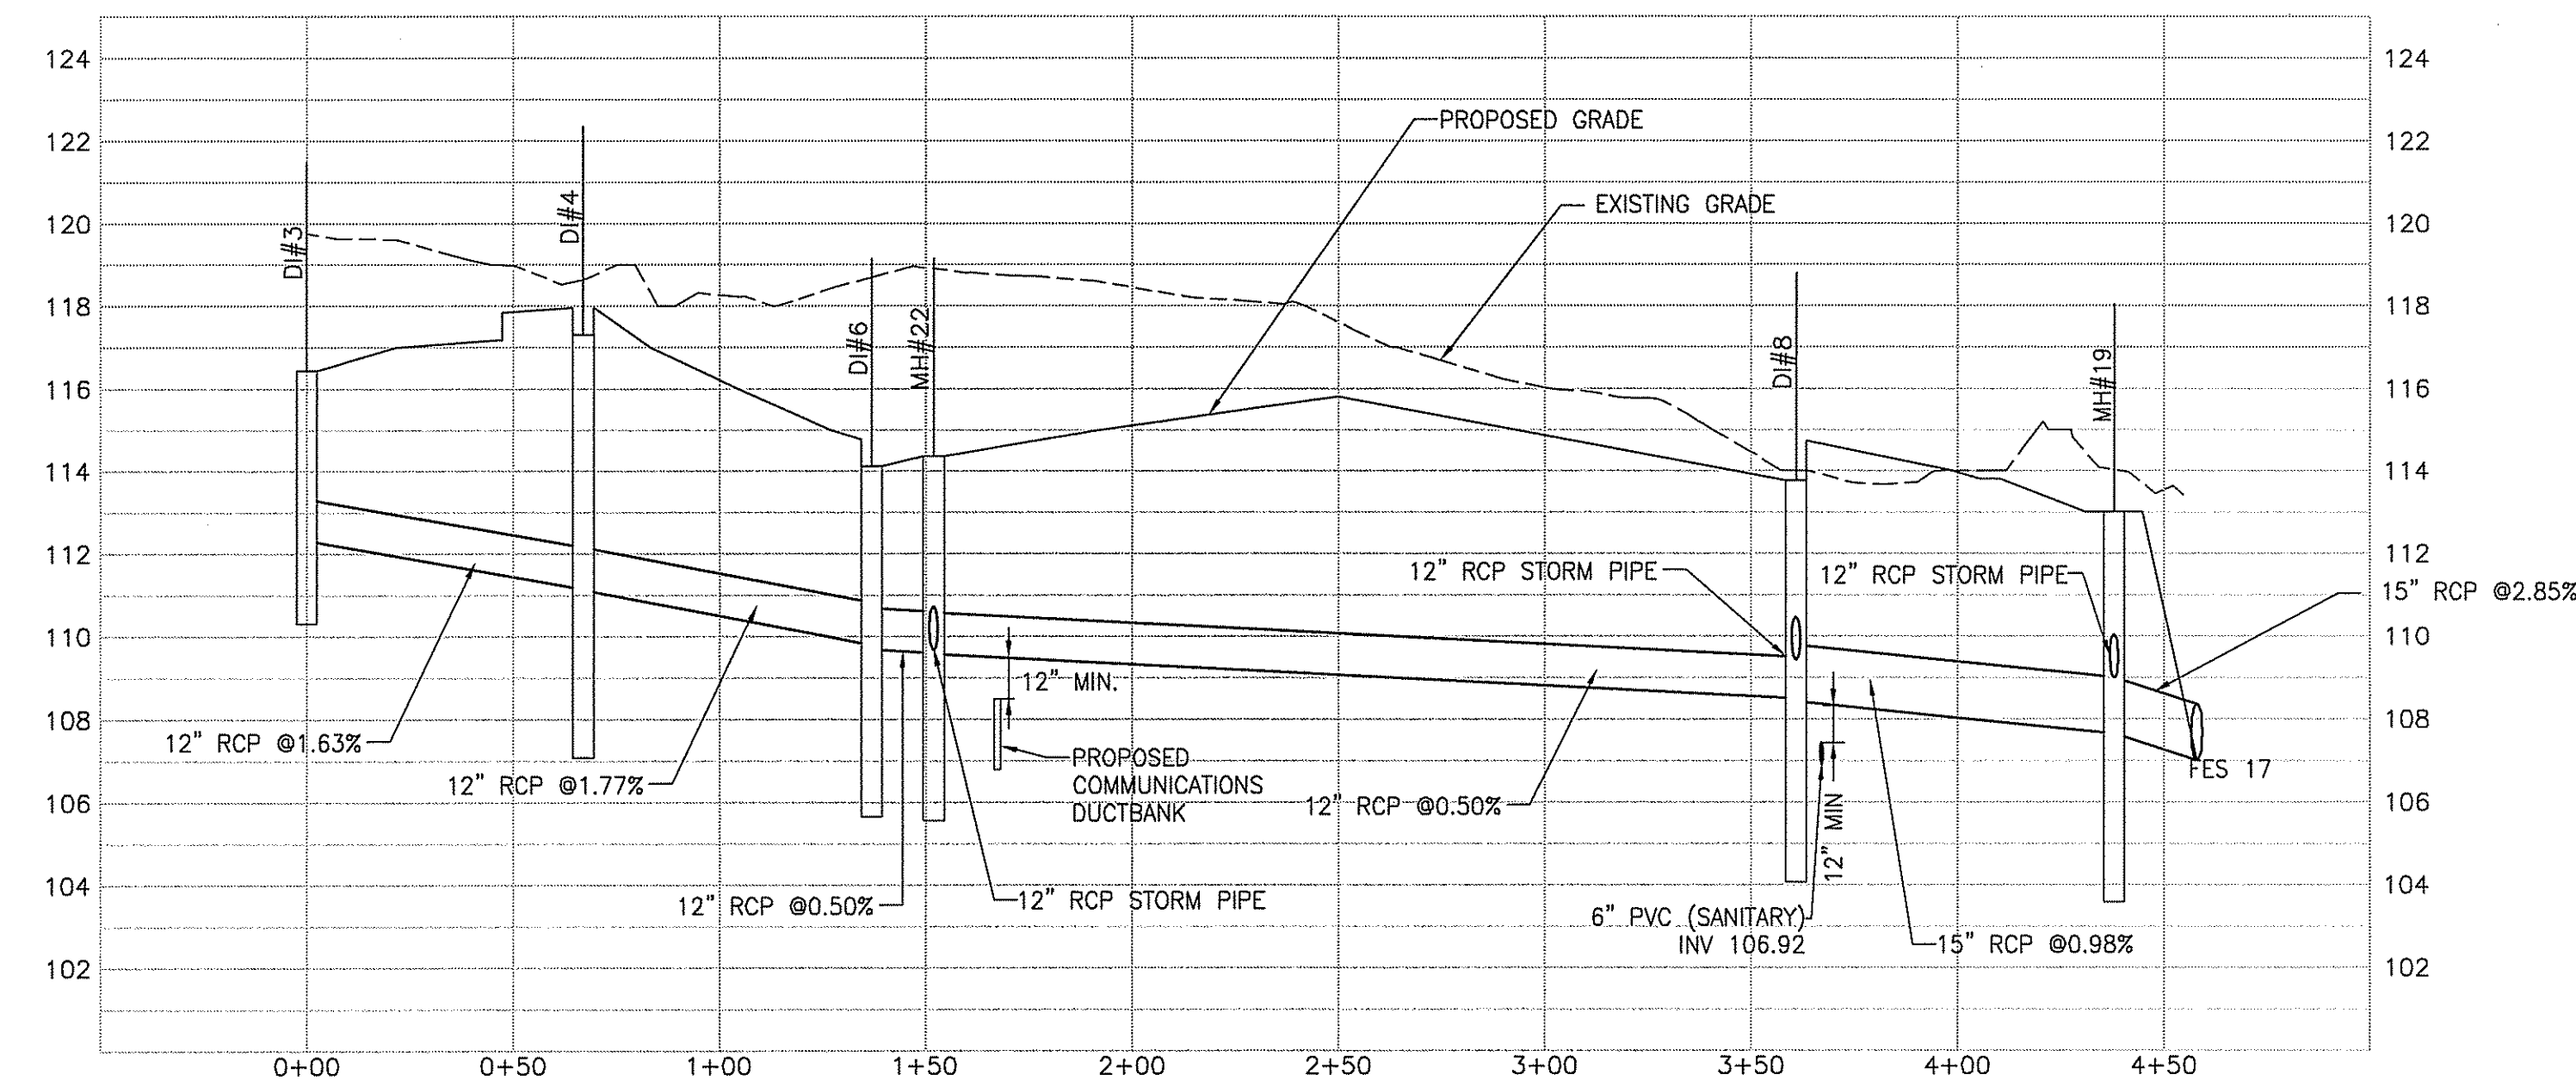 124
124
PROPOSED GRADE
122
122
EXISTING GRADE
120
120
DI#3
DI#4
118
118
DI#6
MH#22
DI#8
MH#19
116
116
114
114
112
112
12" RCP STORM PIPE
12" RCP STORM PIPE
15" RCP @2.85%
110
110
12" MIN.
108
108
12" RCP @1.63%
12" RCP @1.77%
PROPOSED
COMMUNICATIONS
DUCTBANK
FES 17
106
106
12" RCP @0.50%
12" MIN
104
104
12" RCP @0.50%
12" RCP STORM PIPE
6" PVC (SANITARY)
INV 106.92
15" RCP @0.98%
102
102
0+00
0+50
1+00
1+50
2+00
2+50
3+00
3+50
4+00
4+50